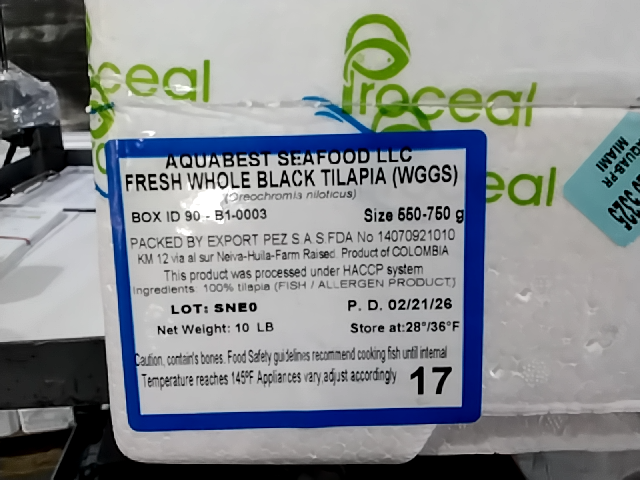 roceal
Proceal
AQUABEST SEAFOOD LLC
FRESH WHOLE BLACK TILAPIA (WGGS)
(Oreochromis niloticus)
BOX ID 90 - B1-0003 Size 550-750 g
PACKED BY EXPORT PEZ S.A.S.FDA No 14070921010
KM 12 via al sur Neiva-Huila-Farm Raised. Product of COLOMBIA
This product was processed under HACCP system
Ingredients: 100% tilapia (FISH / ALLERGEN PRODUCT)
LOT: SNE0 P. D. 02/21/26
Net Weight: 10 LB Store at:28°/36°F
Caution, contain's bones. Food Safety guidelines recommend cooking fish until internal
Temperature reaches 145ºF Appliances vary,adjust accordingly 17
eal
MIAMI